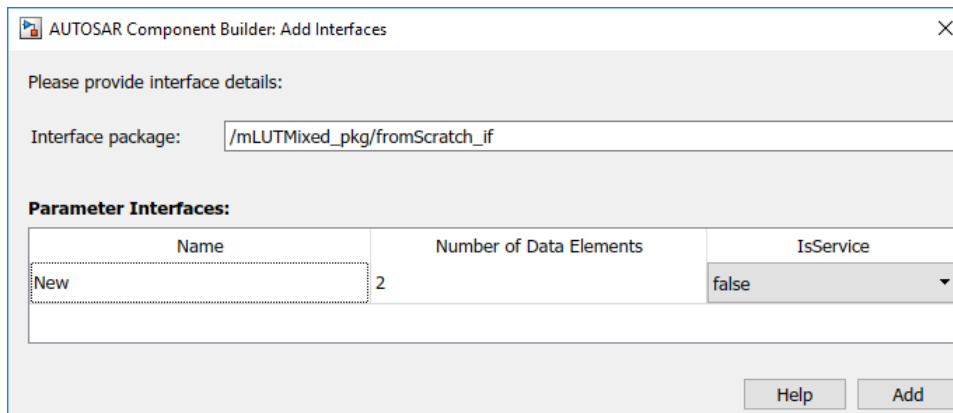 AUTOSAR Component Builder: Add Interfaces
Please provide interface details:
Interface package: /mLUTMixed_pkg/fromScratch_if
Parameter Interfaces:
Name Number of Data Elements IsService
New 2 false
Help Add